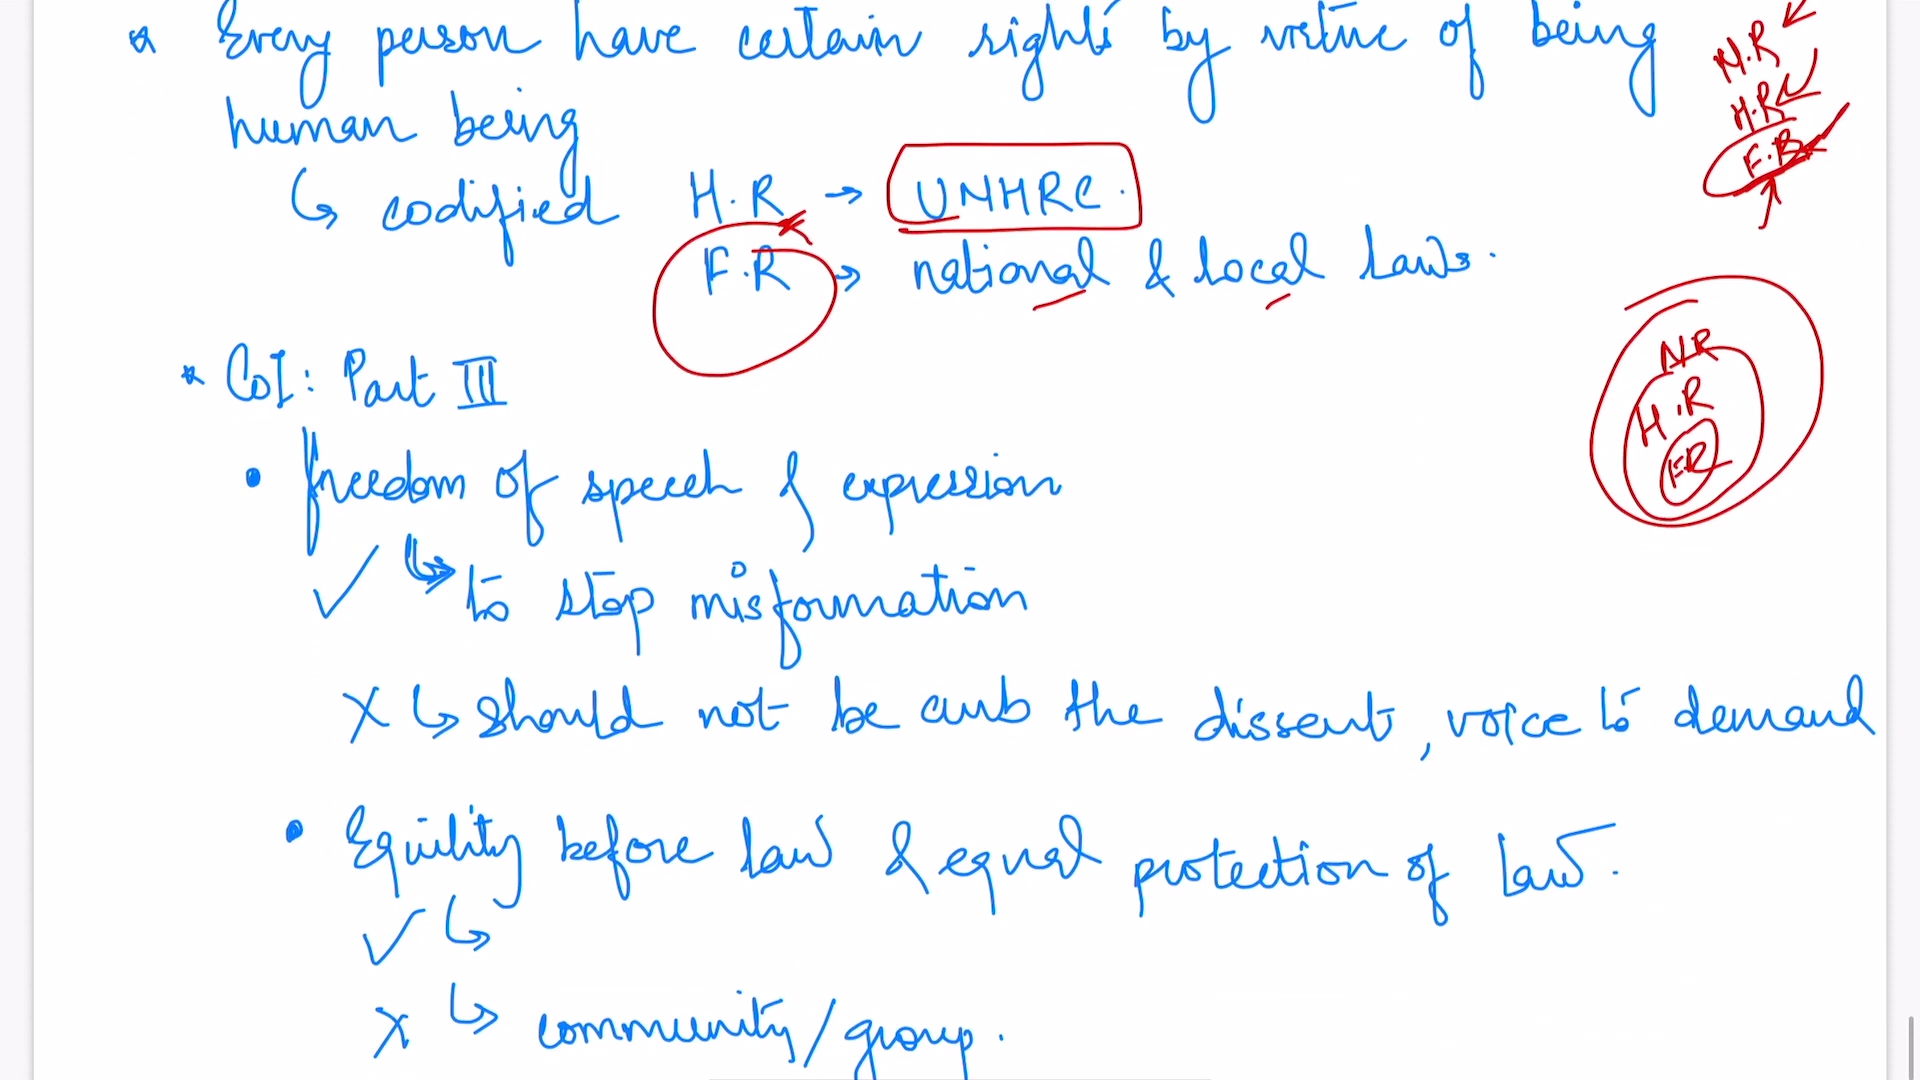 * Every person have certain rights by virtue of being
human being
↳ codified H.R → UNHRC.
F.R → national & local laws.
N.R
H.R
F.R
* CoI: Part III
N.R
H.R
FR
• freedom of speech & expression
✓ ↳ to stop misformation
X ↳ should not be curb the dissent, voice to demand
• Equility before law & equal protection of law.
✓ ↳
X ↳ community/group.